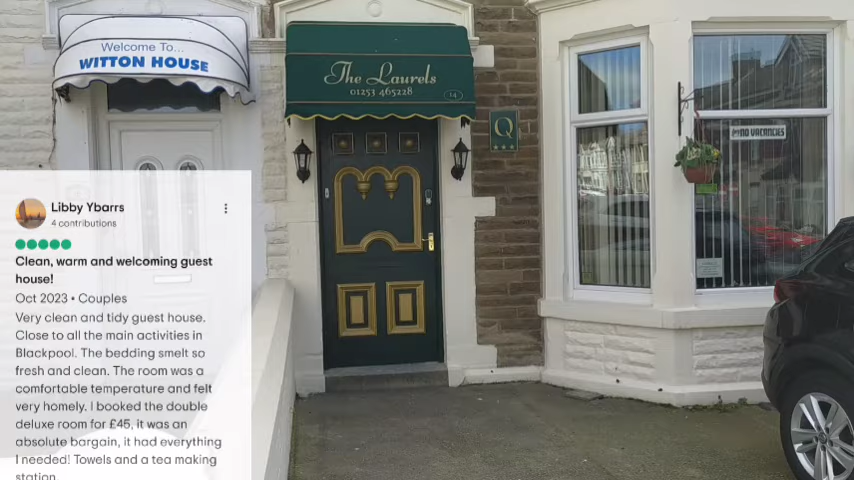 Welcome To...
WITTON HOUSE
The Laurels
01253 465228
14
Q
NO VACANCIES
Libby Ybarrs
4 contributions
Clean, warm and welcoming guest
house!
Oct 2023 • Couples
Very clean and tidy guest house.
Close to all the main activities in
Blackpool. The bedding smelt so
fresh and clean. The room was a
comfortable temperature and felt
very homely. I booked the double
deluxe room for £45, it was an
absolute bargain, it had everything
I needed! Towels and a tea making
station.